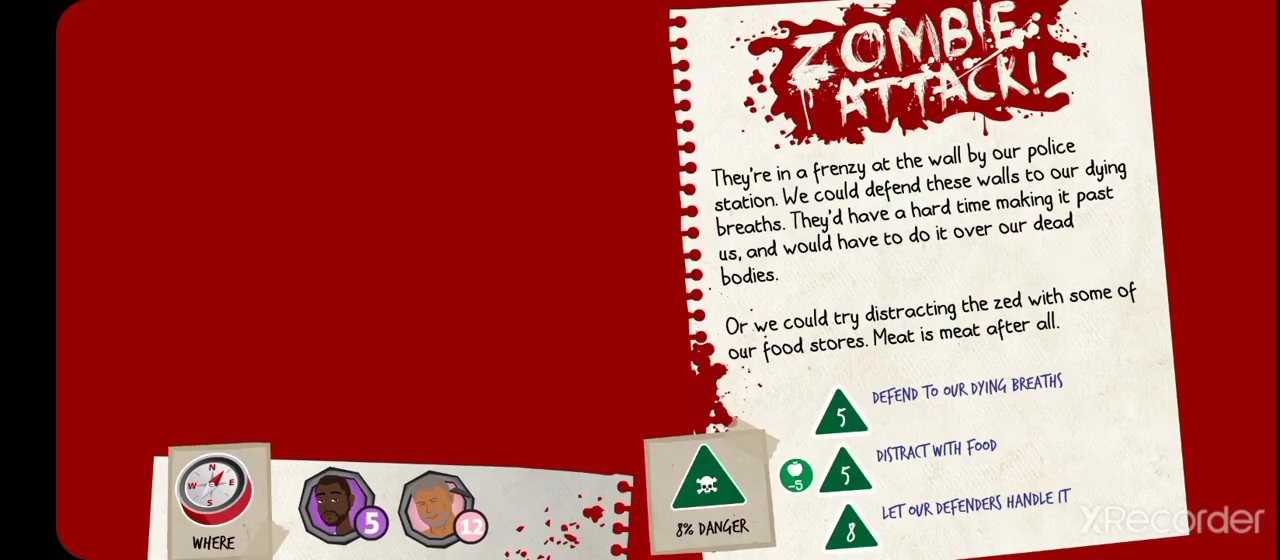 ZOMBIE
ATTACK!
They're in a frenzy at the wall by our police
station. We could defend these walls to our dying
breaths. They'd have a hard time making it past
us, and would have to do it over our dead
bodies.
Or we could try distracting the zed with some of
our food stores. Meat is meat after all.
5 DEFEND TO OUR DYING BREATHS
-5 5 DISTRACT WITH FOOD
8 LET OUR DEFENDERS HANDLE IT
8% DANGER
N
W E
S
WHERE
5
12
XRecorder